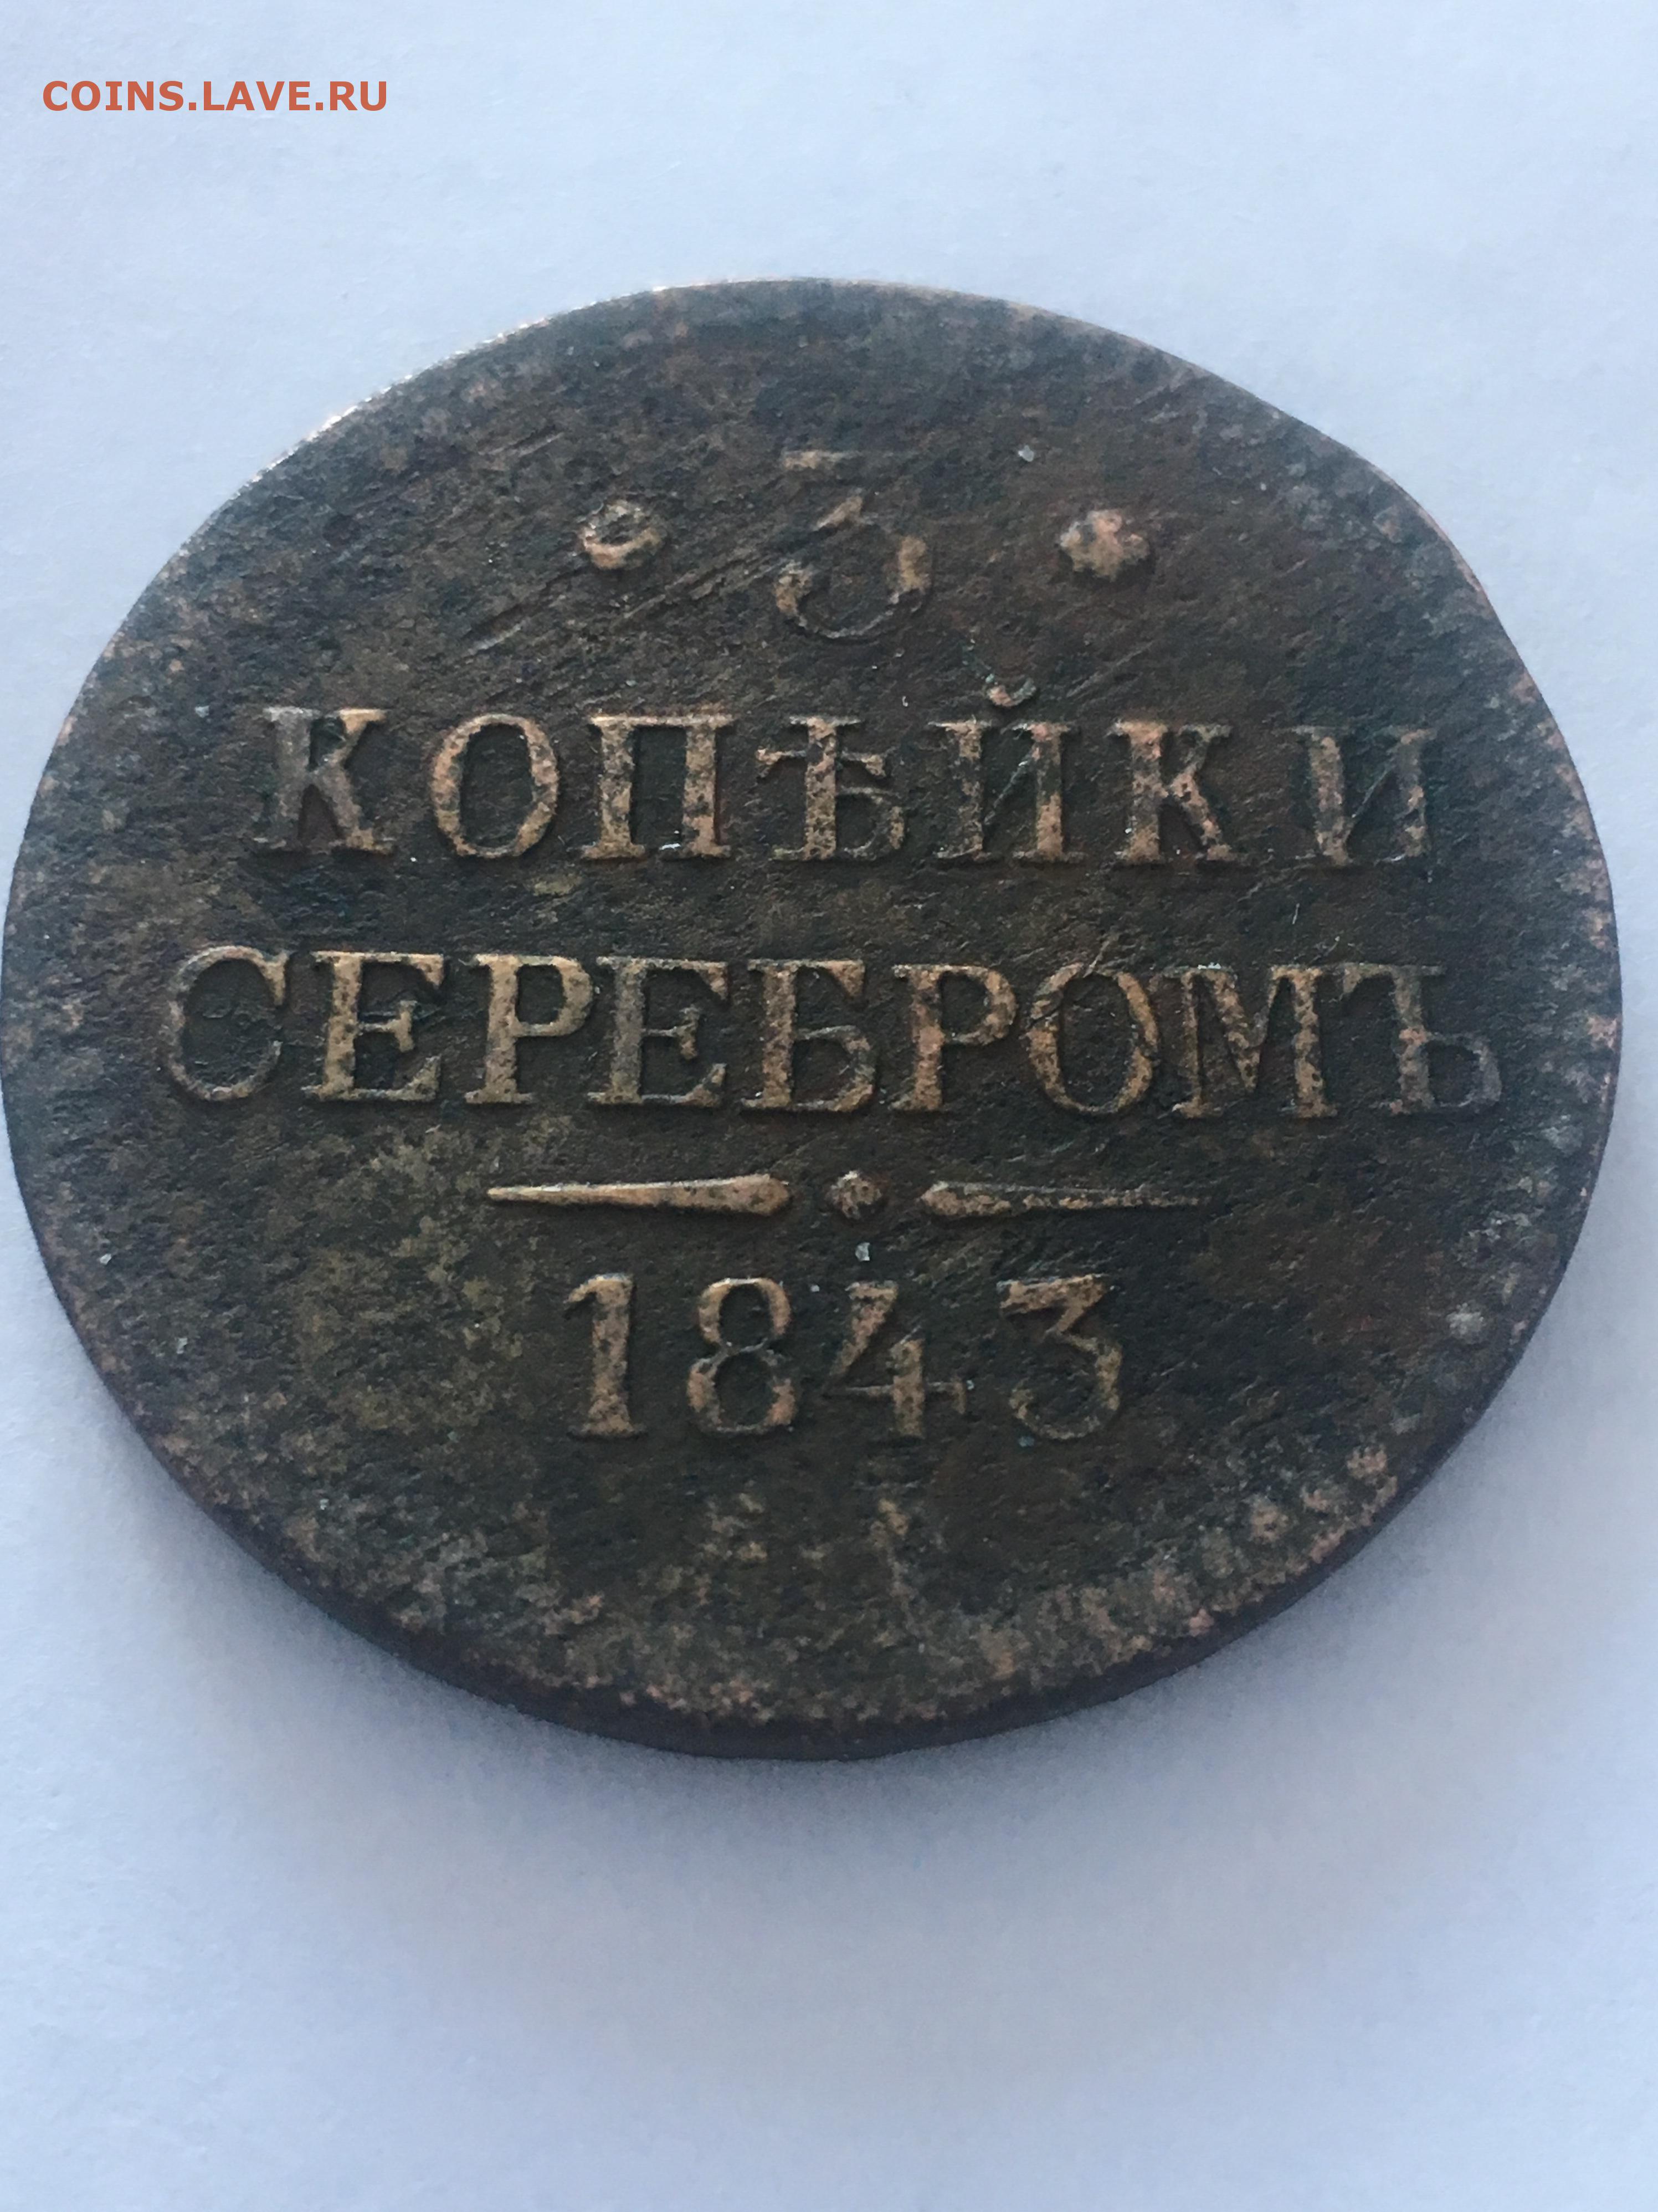 COINS.LAVE.RU
3
КОПѢЙКИ
СЕРЕБРОМЪ
1843